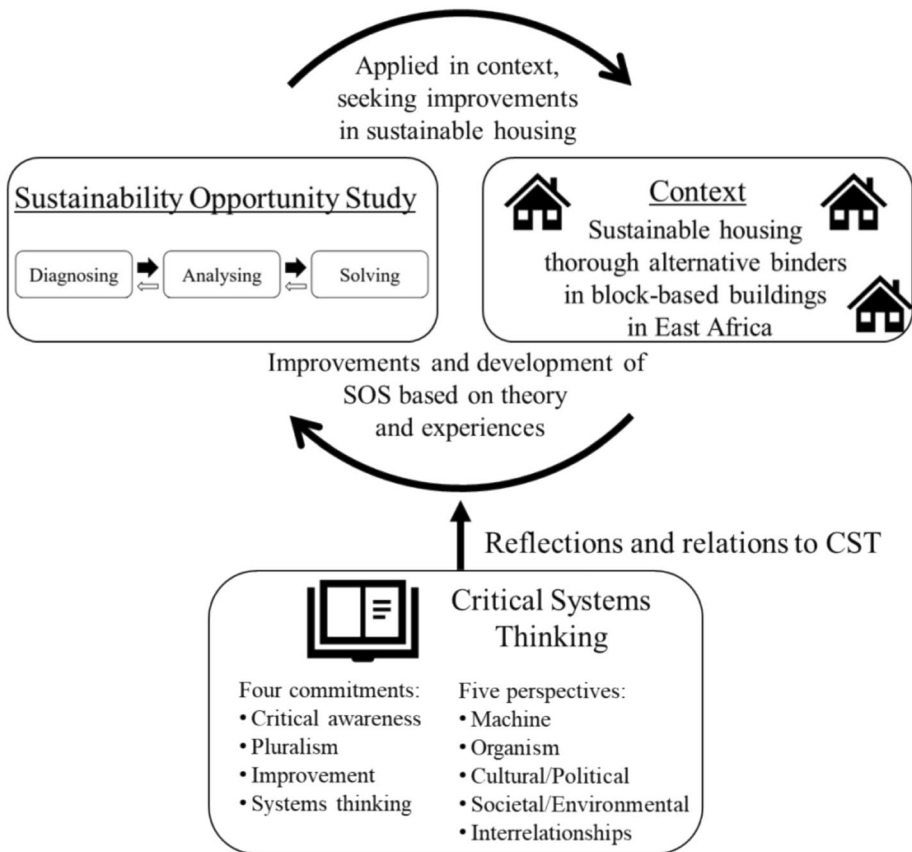 Applied in context,
seeking improvements
in sustainable housing
Sustainability Opportunity Study
Diagnosing
Analysing
Solving
Context
Sustainable housing
thorough alternative binders
in block-based buildings
in East Africa
Improvements and development of
SOS based on theory
and experiences
Reflections and relations to CST
Critical Systems
Thinking
Four commitments:
• Critical awareness
• Pluralism
• Improvement
• Systems thinking
Five perspectives:
• Machine
• Organism
• Cultural/Political
• Societal/Environmental
• Interrelationships